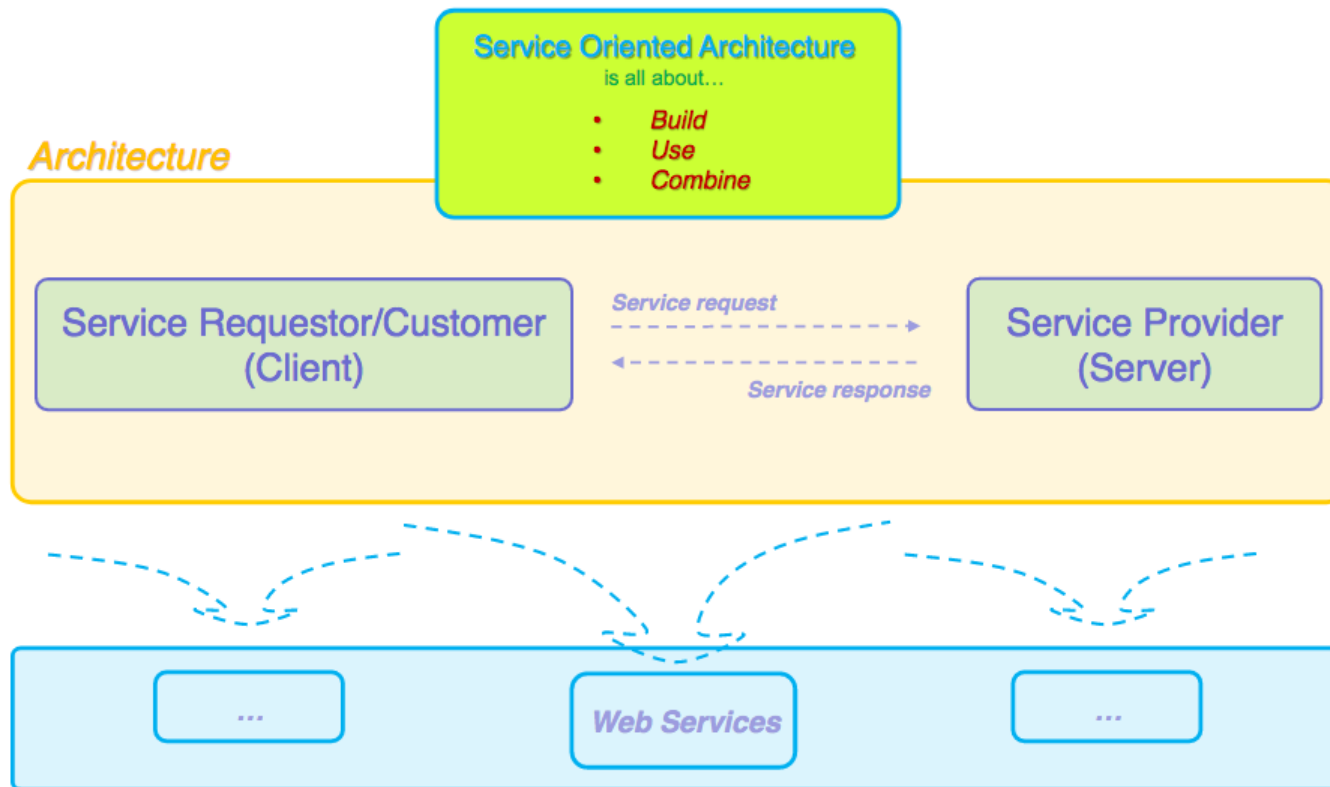 Service Oriented Architecture
is all about...
• Build
• Use
• Combine
Architecture
Service Requestor/Customer
(Client)
Service request
Service response
Service Provider
(Server)
...
Web Services
...